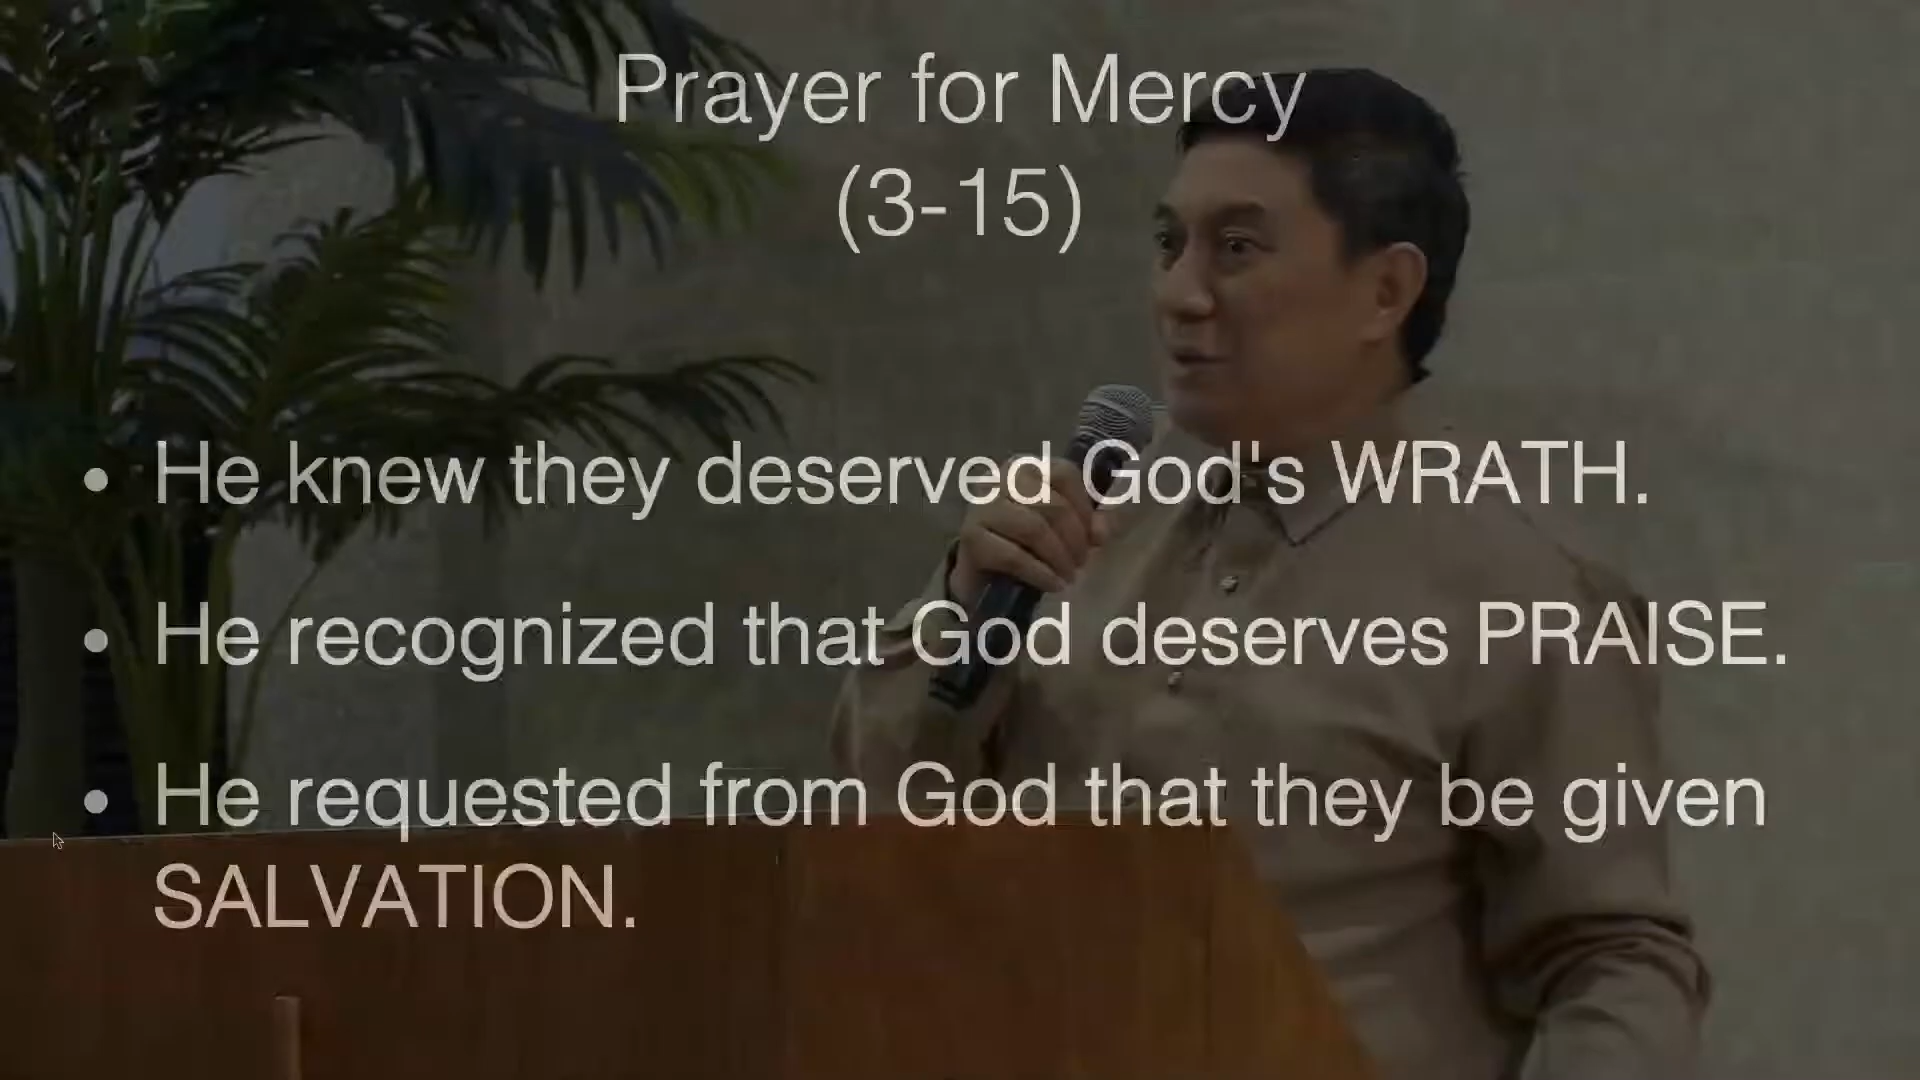 Prayer for Mercy
(3-15)
• He knew they deserved God's WRATH.
• He recognized that God deserves PRAISE.
• He requested from God that they be given
SALVATION.